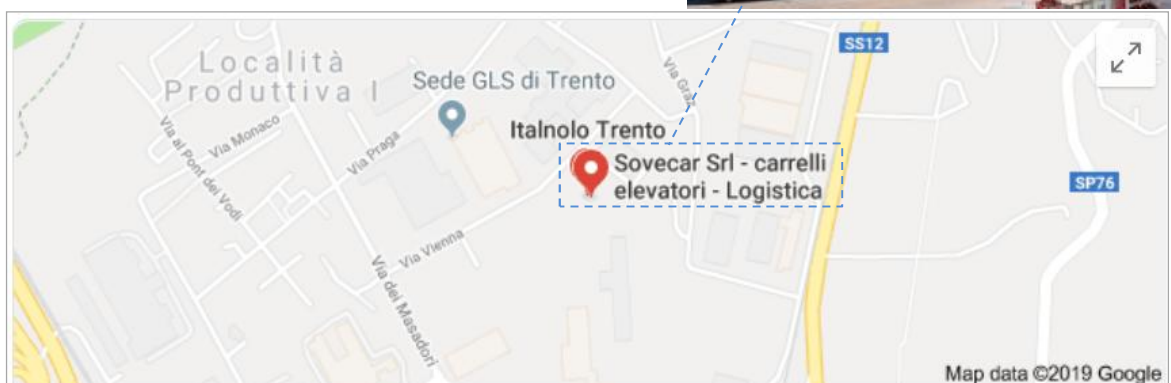 SS12
Località
Produttiva I
Sede GLS di Trento
Via Graz
Via Monaco
Via al Pont dei Vodi
Via Praga
Italnolo Trento
Sovecar Srl - carrelli
elevatori - Logistica
SP76
Via Vienna
Via dei Masadori
Map data ©2019 Google